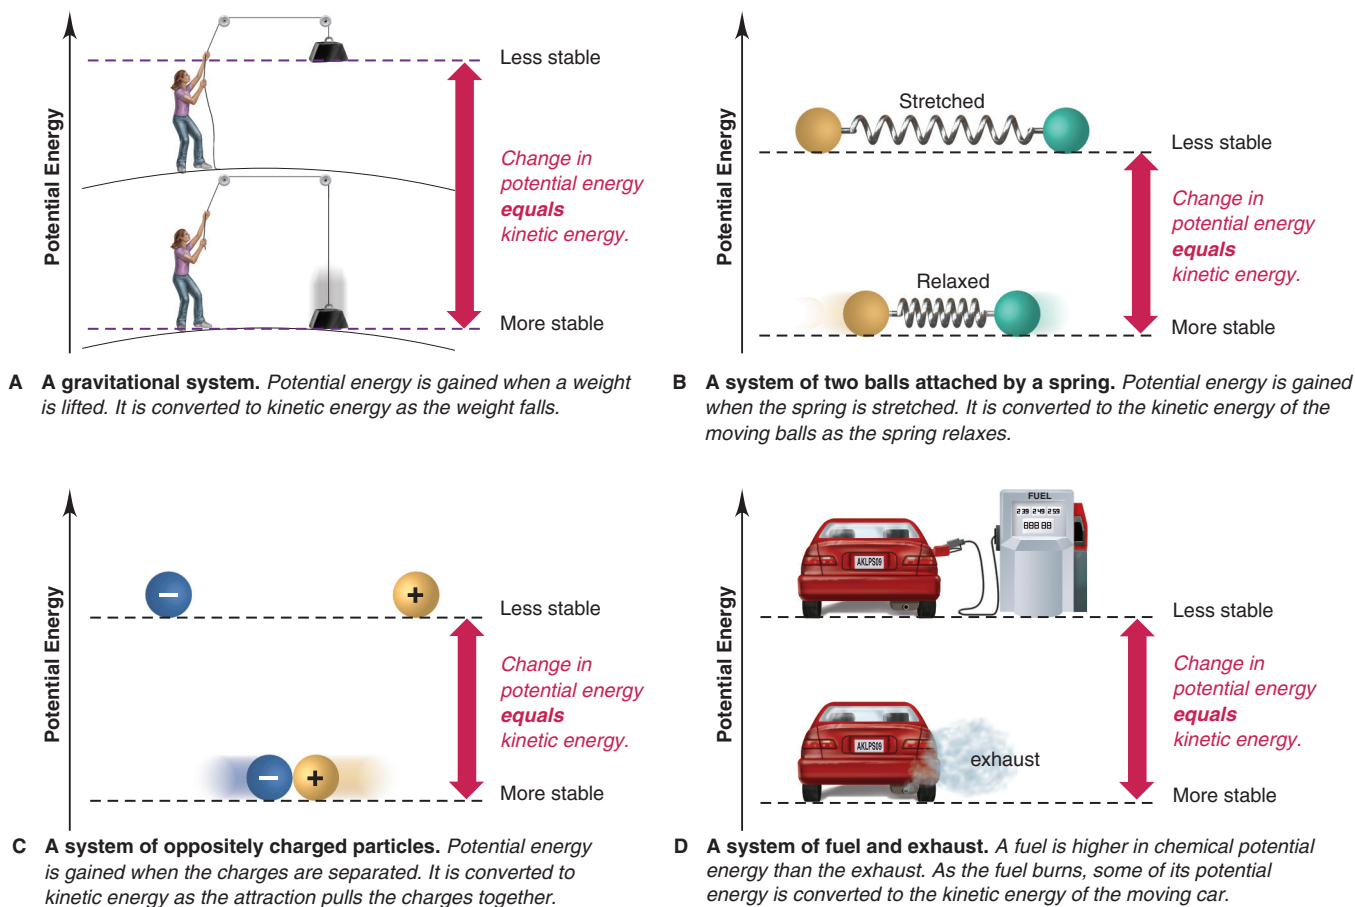 Potential Energy
Less stable
Change in
potential energy
equals
kinetic energy.
More stable
A A gravitational system. Potential energy is gained when a weight
is lifted. It is converted to kinetic energy as the weight falls.
Potential Energy
Stretched
Less stable
Change in
potential energy
equals
kinetic energy.
Relaxed
More stable
B A system of two balls attached by a spring. Potential energy is gained
when the spring is stretched. It is converted to the kinetic energy of the
moving balls as the spring relaxes.
Potential Energy
−
+
Less stable
Change in
potential energy
equals
kinetic energy.
−
+
More stable
C A system of oppositely charged particles. Potential energy
is gained when the charges are separated. It is converted to
kinetic energy as the attraction pulls the charges together.
Potential Energy
FUEL
2 39 2 49 2 59
888 88
AKLPS09
Less stable
Change in
potential energy
equals
kinetic energy.
AKLPS09
exhaust
More stable
D A system of fuel and exhaust. A fuel is higher in chemical potential
energy than the exhaust. As the fuel burns, some of its potential
energy is converted to the kinetic energy of the moving car.